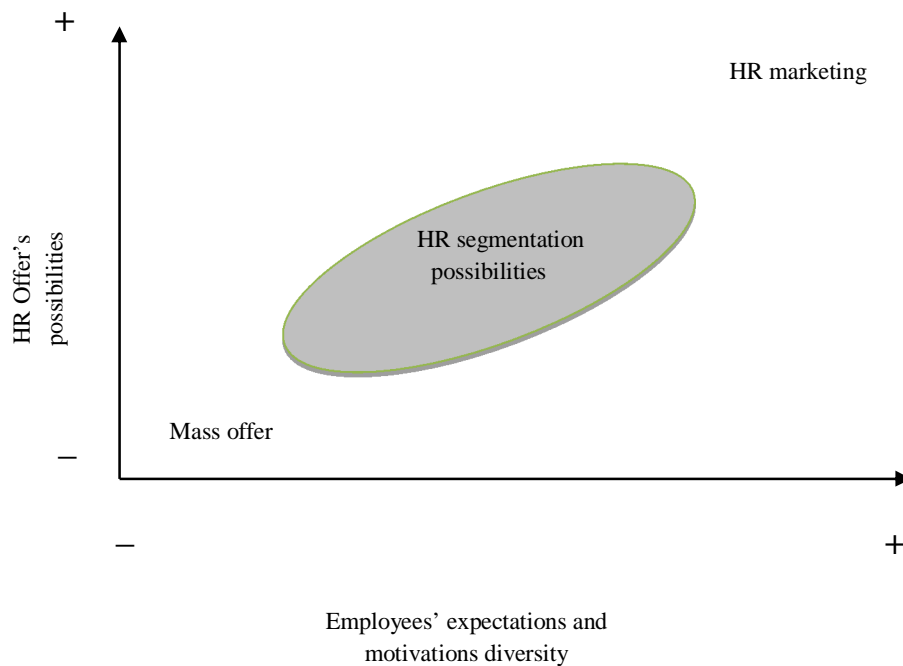 +
HR marketing
HR Offer’s
possibilities
HR segmentation
possibilities
Mass offer
–
–
+
Employees’ expectations and
motivations diversity